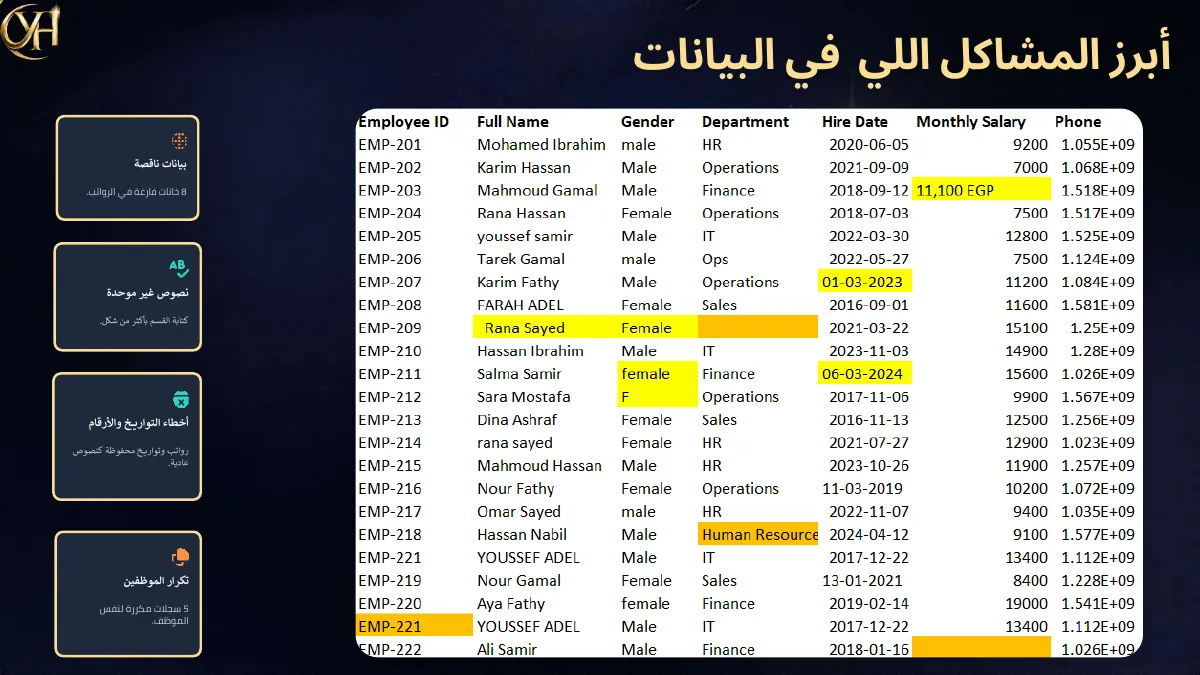 YH
أبرز المشاكل اللي في البيانات
بيانات ناقصة
8 خانات فارغة في الرواتب.
AB
نصوص غير موحدة
كتابة القسم بأكثر من شكل.
أخطاء التواريخ والأرقام
رواتب وتواريخ محفوظة كنصوص
عادية.
تكرار الموظفين
5 سجلات مكررة لنفس
الموظف.
Employee ID Full Name Gender Department Hire Date Monthly Salary Phone
EMP-201 Mohamed Ibrahim male HR 2020-06-05 9200 1.055E+09
EMP-202 Karim Hassan Male Operations 2021-09-09 7000 1.068E+09
EMP-203 Mahmoud Gamal Male Finance 2018-09-12 11,100 EGP 1.518E+09
EMP-204 Rana Hassan Female Operations 2018-07-03 7500 1.517E+09
EMP-205 youssef samir Male IT 2022-03-30 12800 1.525E+09
EMP-206 Tarek Gamal male Ops 2022-05-27 7500 1.124E+09
EMP-207 Karim Fathy Male Operations 01-03-2023 11200 1.084E+09
EMP-208 FARAH ADEL Female Sales 2016-09-01 11600 1.581E+09
EMP-209 Rana Sayed Female 2021-03-22 15100 1.25E+09
EMP-210 Hassan Ibrahim Male IT 2023-11-03 14900 1.28E+09
EMP-211 Salma Samir female Finance 06-03-2024 15600 1.026E+09
EMP-212 Sara Mostafa F Operations 2017-11-06 9900 1.567E+09
EMP-213 Dina Ashraf Female Sales 2016-11-13 12500 1.256E+09
EMP-214 rana sayed Female HR 2021-07-27 12900 1.023E+09
EMP-215 Mahmoud Hassan Male HR 2023-10-26 11900 1.257E+09
EMP-216 Nour Fathy Female Operations 11-03-2019 10200 1.072E+09
EMP-217 Omar Sayed male HR 2022-11-07 9400 1.035E+09
EMP-218 Hassan Nabil Male Human Resource 2024-04-12 9100 1.577E+09
EMP-221 YOUSSEF ADEL Male IT 2017-12-22 13400 1.112E+09
EMP-219 Nour Gamal Female Sales 13-01-2021 8400 1.228E+09
EMP-220 Aya Fathy female Finance 2019-02-14 19000 1.541E+09
EMP-221 YOUSSEF ADEL Male IT 2017-12-22 13400 1.112E+09
EMP-222 Ali Samir Male Finance 2018-01-16 1.026E+09